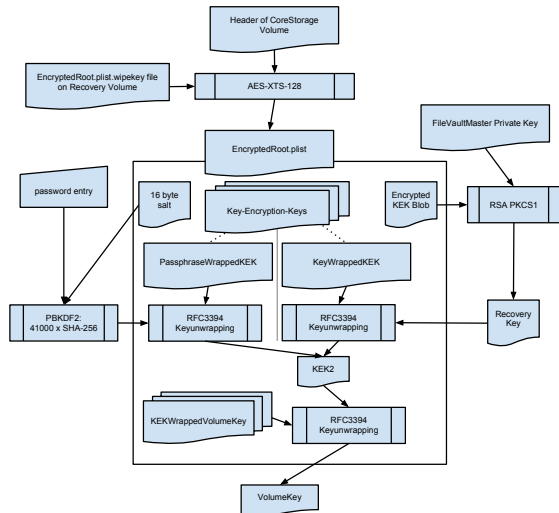 Header of CoreStorage
Volume
EncryptedRoot.plist.wipekey file
on Recovery Volume
AES-XTS-128
FileVaultMaster Private Key
EncryptedRoot.plist
password entry
16 byte
salt
Key-Encryption-Keys
Encrypted
KEK Blob
RSA PKCS1
PassphraseWrappedKEK
KeyWrappedKEK
PBKDF2:
41000 x SHA-256
RFC3394
Keyunwrapping
RFC3394
Keyunwrapping
Recovery
Key
KEK2
KEKWrappedVolumeKey
RFC3394
Keyunwrapping
VolumeKey